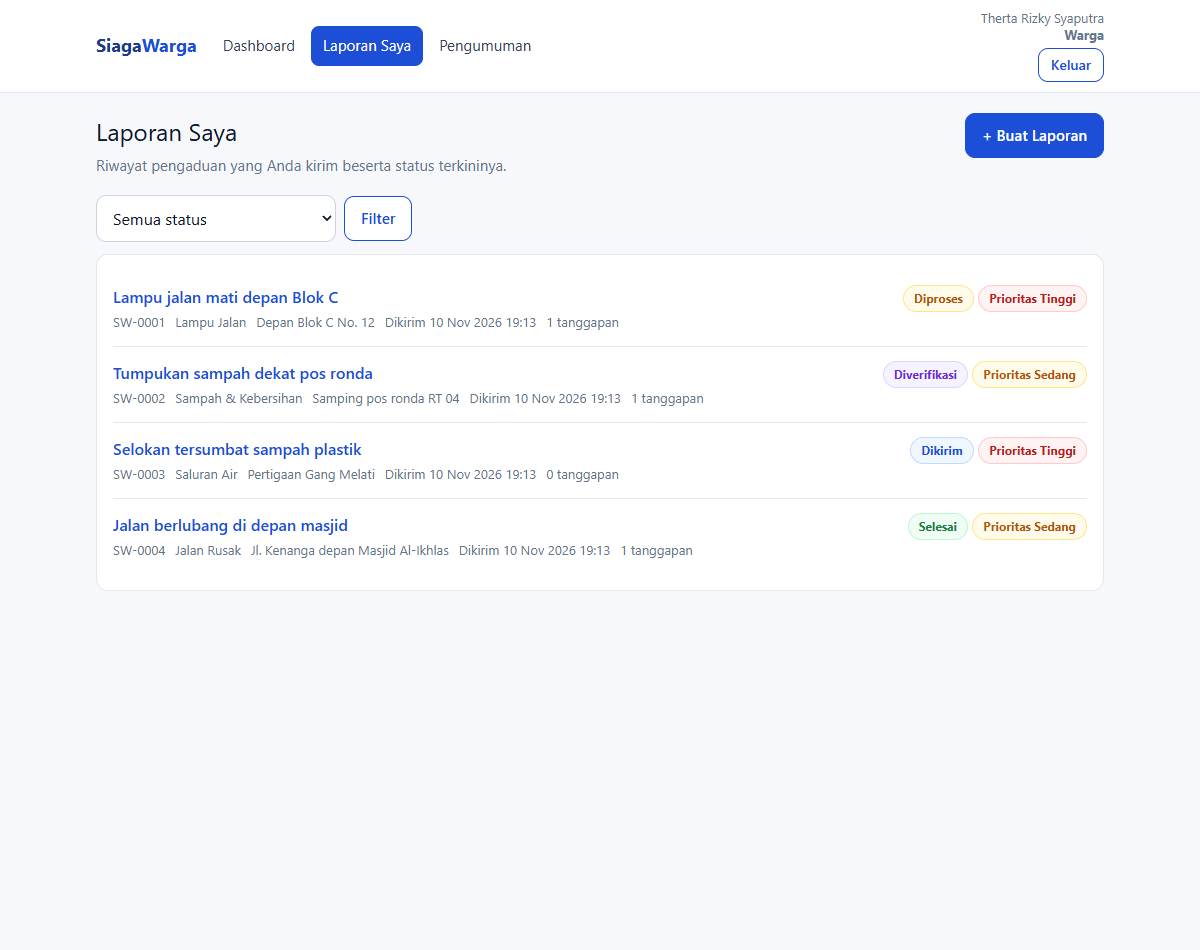 SiagaWarga Dashboard Laporan Saya Pengumuman
Therta Rizky Syaputra
Warga
Keluar
Laporan Saya
+ Buat Laporan
Riwayat pengaduan yang Anda kirim beserta status terkininya.
Semua status Filter
Lampu jalan mati depan Blok C Diproses Prioritas Tinggi
SW-0001 Lampu Jalan Depan Blok C No. 12 Dikirim 10 Nov 2026 19:13 1 tanggapan
Tumpukan sampah dekat pos ronda Diverifikasi Prioritas Sedang
SW-0002 Sampah & Kebersihan Samping pos ronda RT 04 Dikirim 10 Nov 2026 19:13 1 tanggapan
Selokan tersumbat sampah plastik Dikirim Prioritas Tinggi
SW-0003 Saluran Air Pertigaan Gang Melati Dikirim 10 Nov 2026 19:13 0 tanggapan
Jalan berlubang di depan masjid Selesai Prioritas Sedang
SW-0004 Jalan Rusak Jl. Kenanga depan Masjid Al-Ikhlas Dikirim 10 Nov 2026 19:13 1 tanggapan